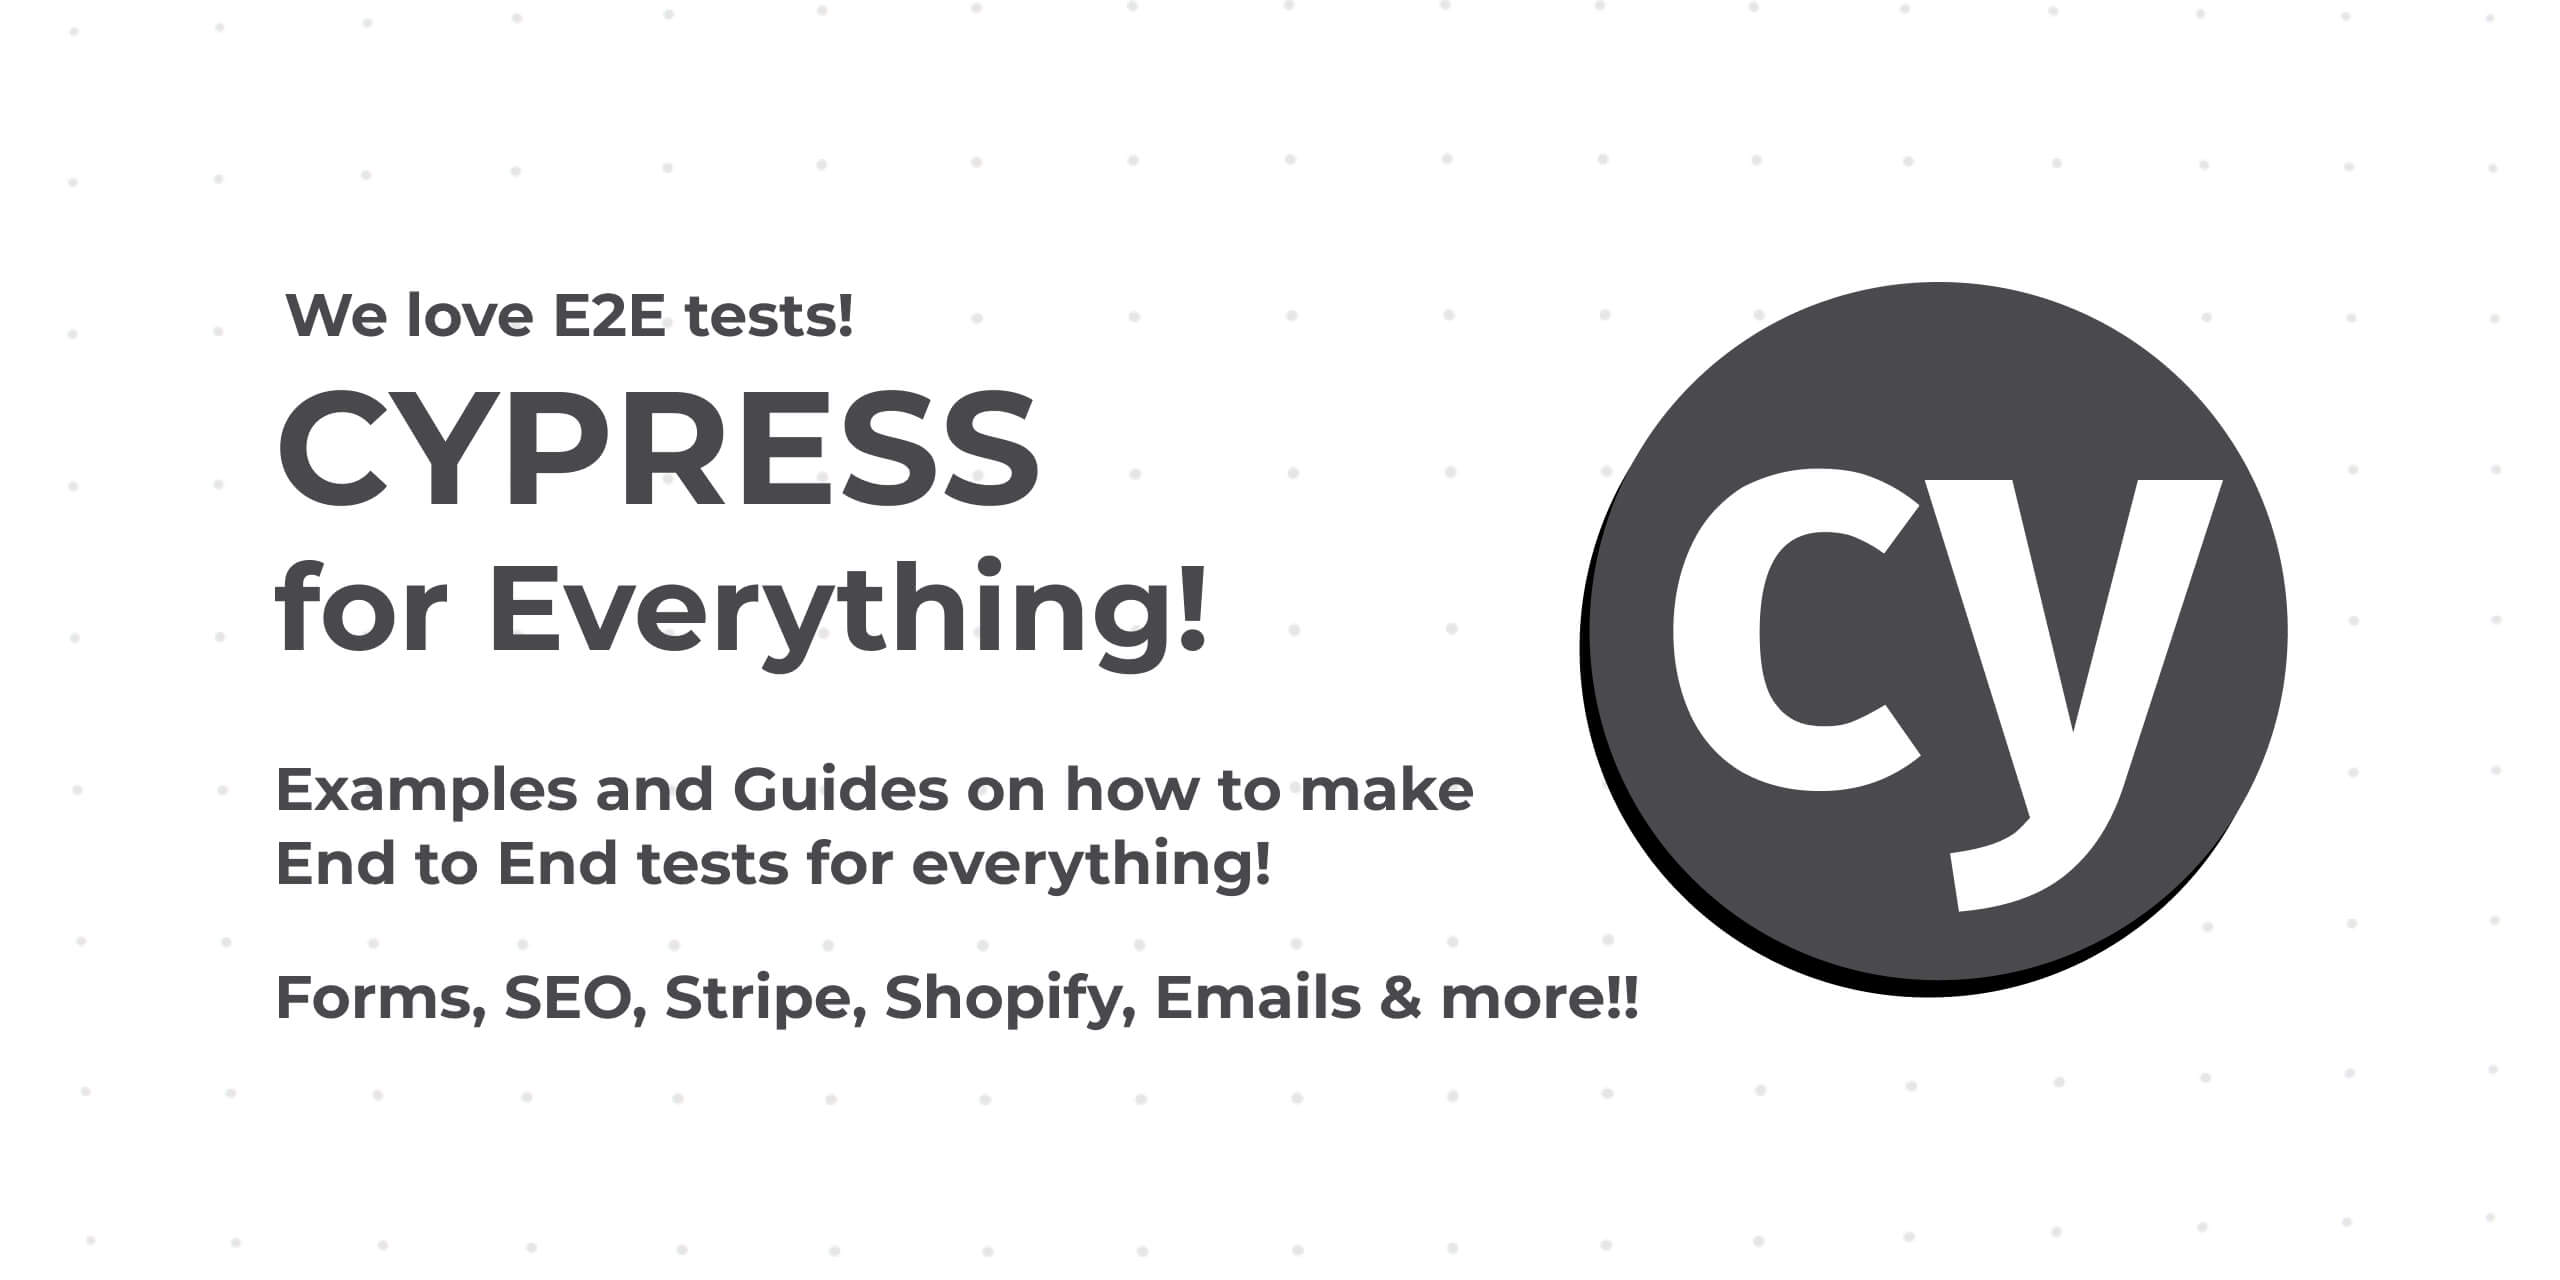 We love E2E tests!
CYPRESS
for Everything!
Examples and Guides on how to make
End to End tests for everything!
Forms, SEO, Stripe, Shopify, Emails & more!!
cy